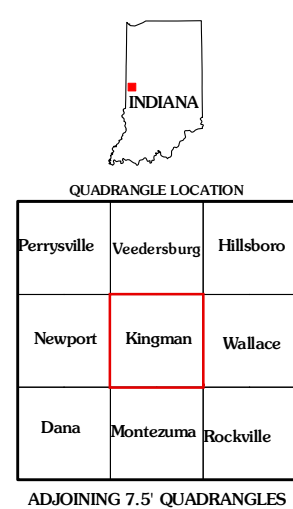 INDIANA
QUADRANGLE LOCATION
Perrysville Veedersburg Hillsboro
Newport Kingman Wallace
Dana Montezuma Rockville
ADJOINING 7.5' QUADRANGLES